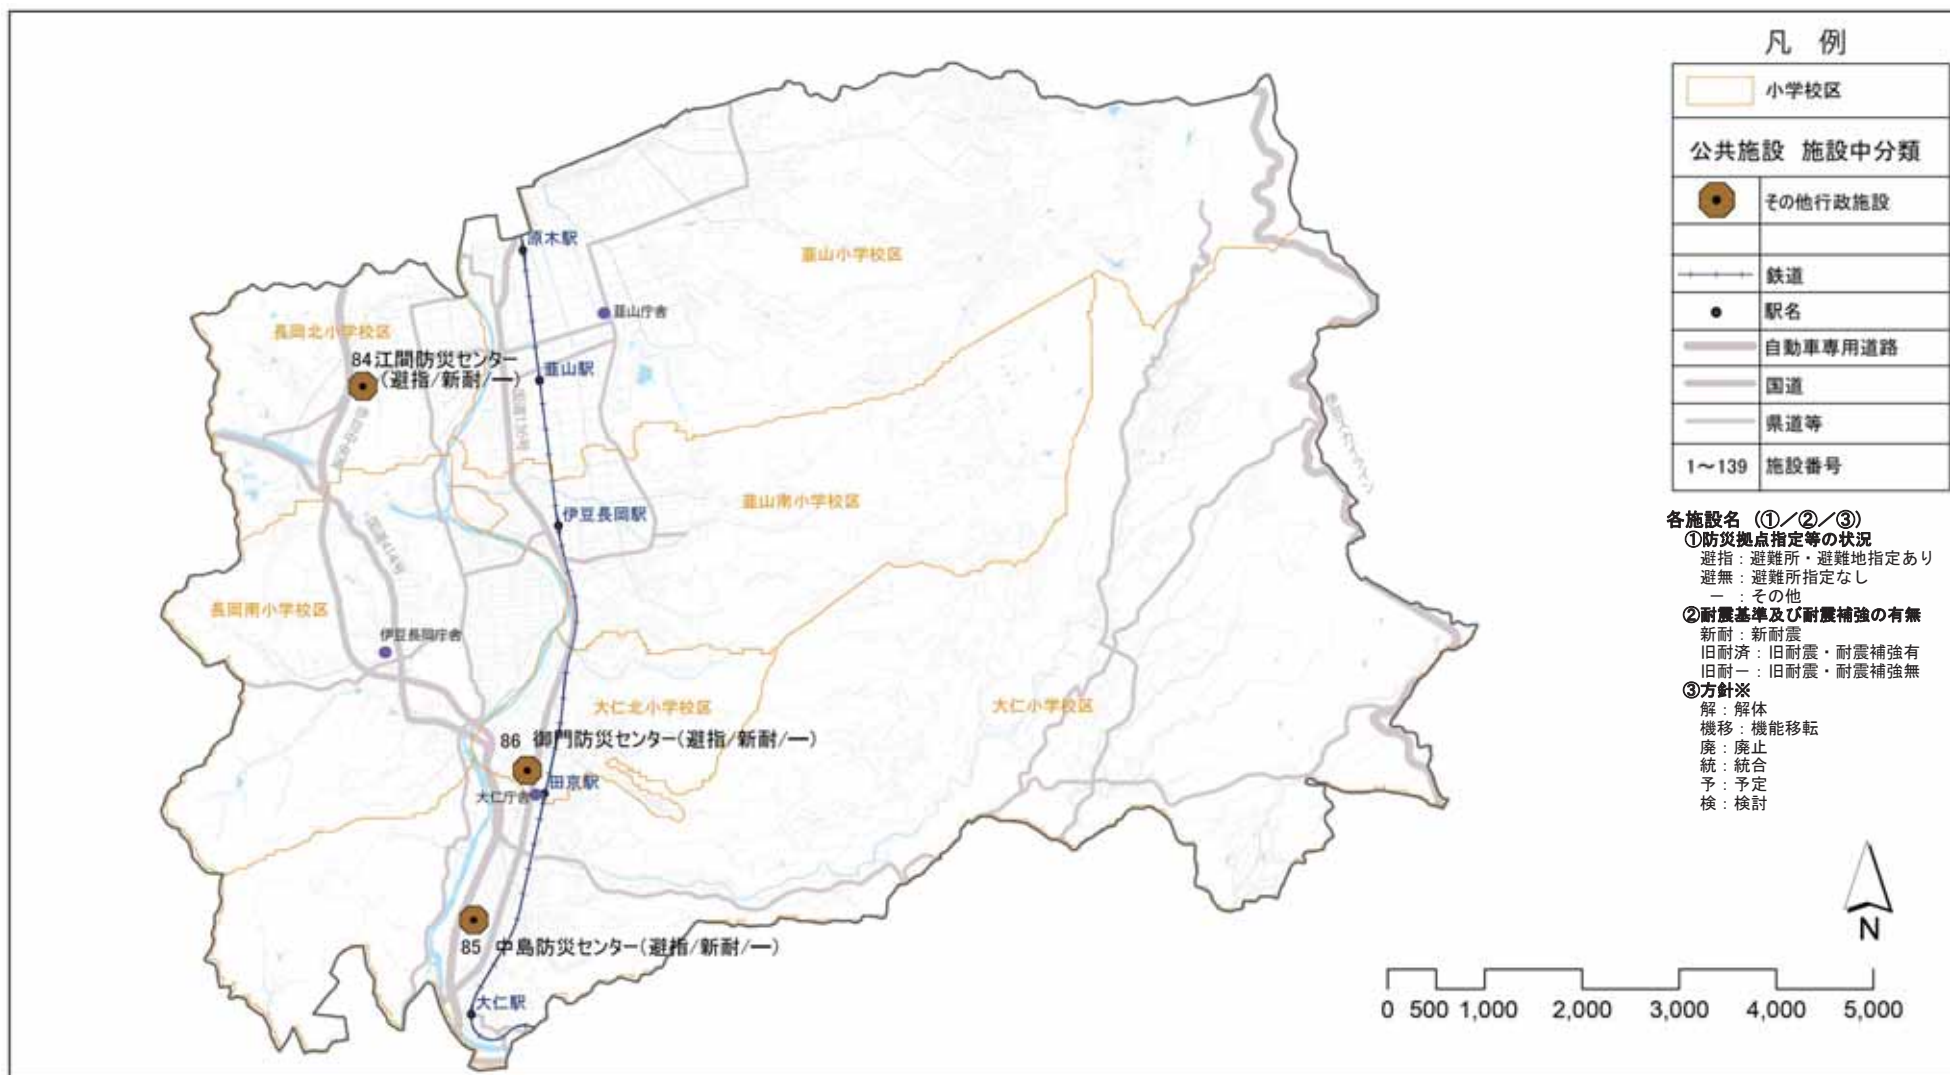 原木駅
韮山小学校区
韮山庁舎
長岡北小学校区
84江間防災センター
(避指/新耐/ー)
韮山駅
国道136号
韮山南小学校区
伊豆長岡駅
国道414号
長岡南小学校区
伊豆長岡庁舎
大仁北小学校区
大仁小学校区
86 御門防災センター(避指/新耐/ー)
田京駅
大仁庁舎
85 中島防災センター(避指/新耐/ー)
大仁駅
凡 例
小学校区
公共施設 施設中分類
その他行政施設
鉄道
駅名
自動車専用道路
国道
県道等
1~139 施設番号
各施設名 (①/②/③)
①防災拠点指定等の状況
避指:避難所・避難地指定あり
避無:避難所指定なし
ー :その他
②耐震基準及び耐震補強の有無
新耐:新耐震
旧耐済:旧耐震・耐震補強有
旧耐ー:旧耐震・耐震補強無
③方針※
解:解体
機移:機能移転
廃:廃止
統:統合
予:予定
検:検討
N
0 500 1,000 2,000 3,000 4,000 5,000